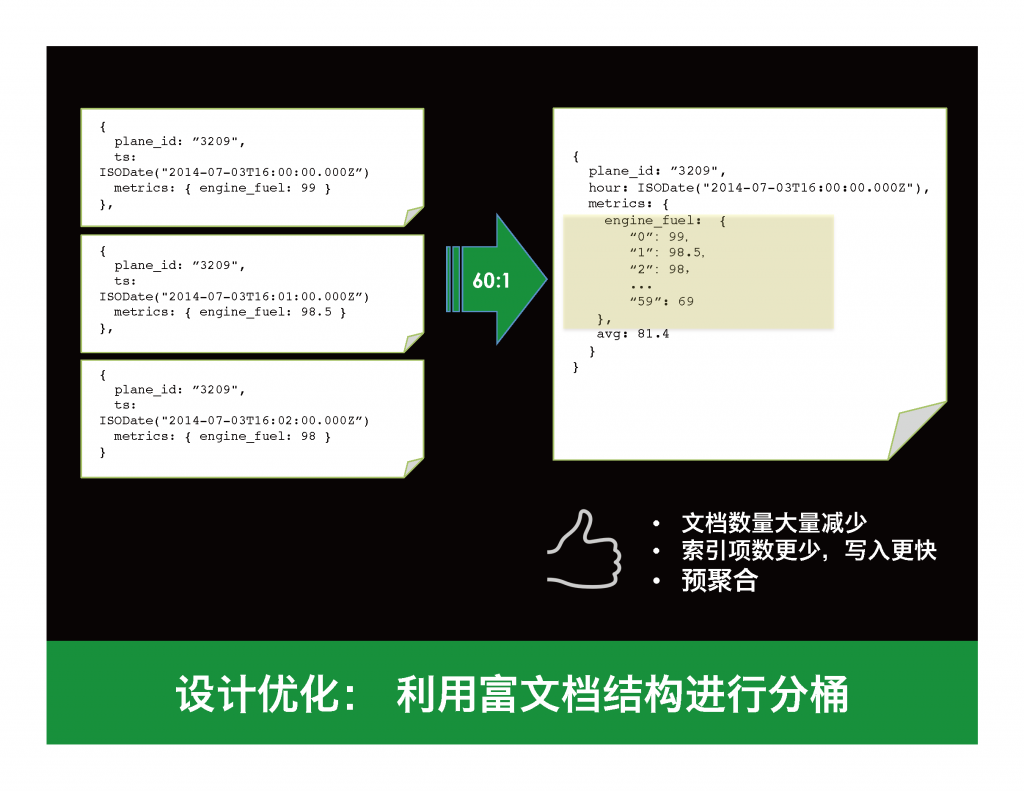 {
plane_id: ”3209",
ts:
ISODate("2014-07-03T16:00:00.000Z”)
metrics: { engine_fuel: 99 }
},
{
plane_id: ”3209",
ts:
ISODate("2014-07-03T16:01:00.000Z”)
metrics: { engine_fuel: 98.5 }
},
{
plane_id: ”3209",
ts:
ISODate("2014-07-03T16:02:00.000Z”)
metrics: { engine_fuel: 98 }
}
60:1
{
plane_id: ”3209",
hour: ISODate("2014-07-03T16:00:00.000Z"),
metrics: {
engine_fuel: {
“0”: 99,
“1”: 98.5,
“2”: 98,
...
“59”: 69
},
avg: 81.4
}
}
• 文档数量大量减少
• 索引项数更少，写入更快
• 预聚合
设计优化： 利用富文档结构进行分桶